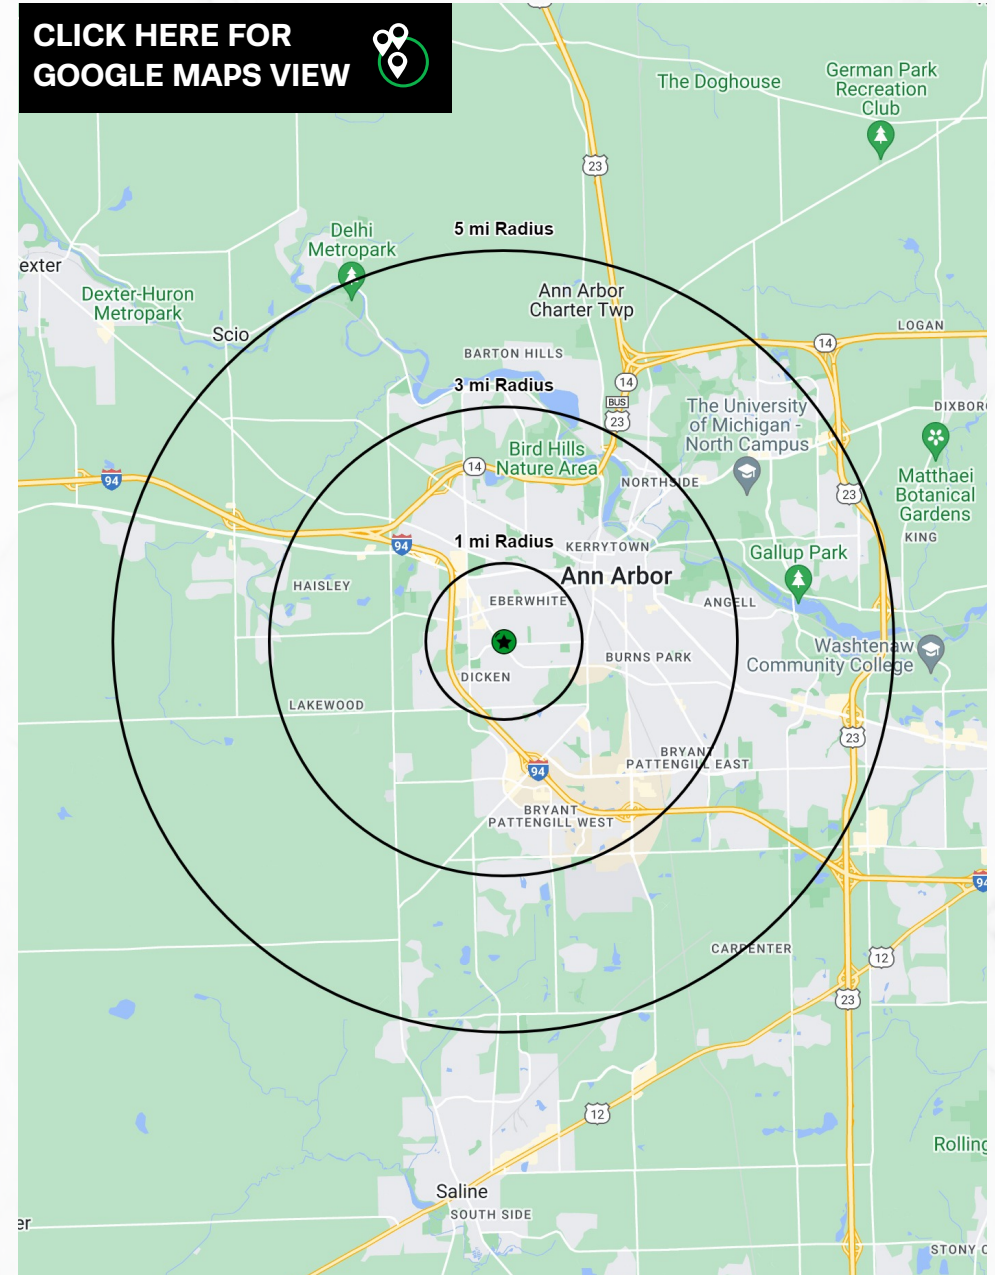 CLICK HERE FOR
GOOGLE MAPS VIEW
The Doghouse
German Park
Recreation
Club
23
5 mi Radius
Delhi
Metropark
exter
Dexter-Huron
Metropark
Scio
Ann Arbor
Charter Twp
LOGAN
14
BARTON HILLS
3 mi Radius
14
BUS
23
The University
of Michigan -
North Campus
DIXBORO
Bird Hills
Nature Area
14
94
NORTHSIDE
23
Matthaei
Botanical
Gardens
KING
94
1 mi Radius
KERRYTOWN
Gallup Park
Ann Arbor
HAISLEY
EBERWHITE
ANGELL
BURNS PARK
Washtenaw
Community College
DICKEN
LAKEWOOD
23
94
BRYANT
PATTENGILL EAST
BRYANT
PATTENGILL WEST
94
CARPENTER
12
23
12
Rolling
Saline
SOUTH SIDE
er
STONY C